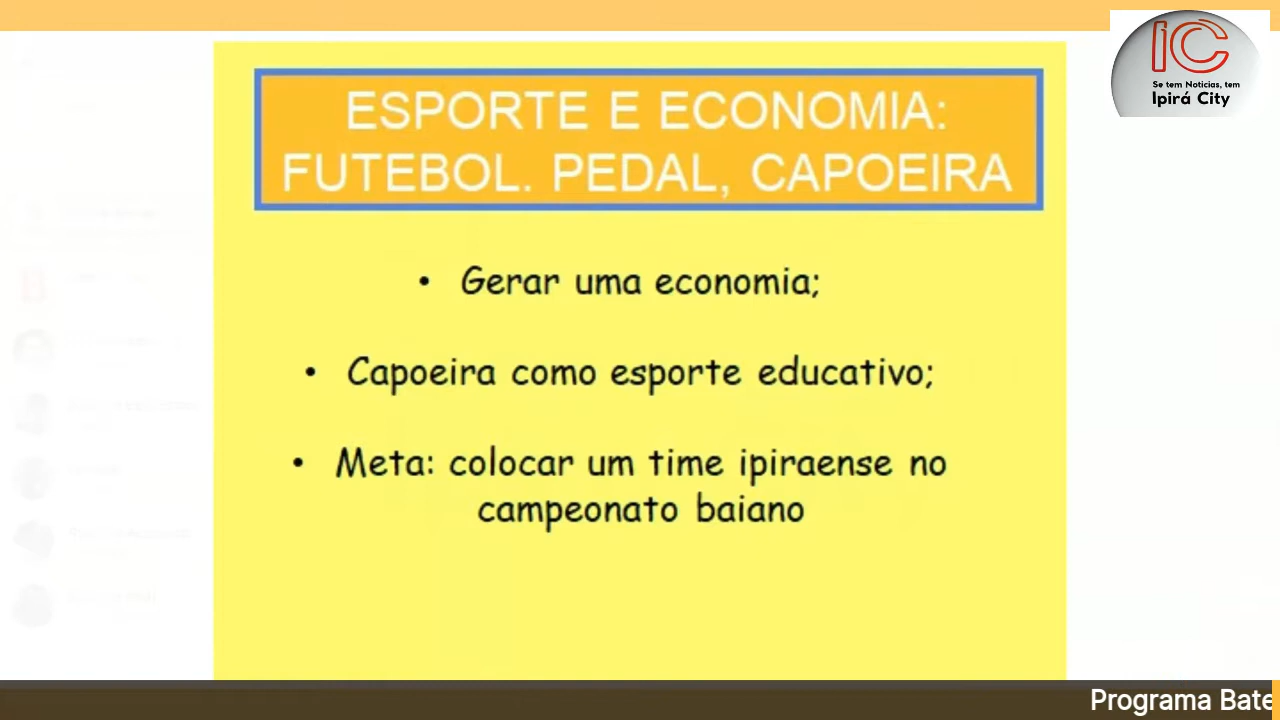 IC
Se tem Noticias, tem
Ipirá City
ESPORTE E ECONOMIA:
FUTEBOL. PEDAL, CAPOEIRA
• Gerar uma economia;
• Capoeira como esporte educativo;
• Meta: colocar um time ipiraense no
campeonato baiano
Programa Bate